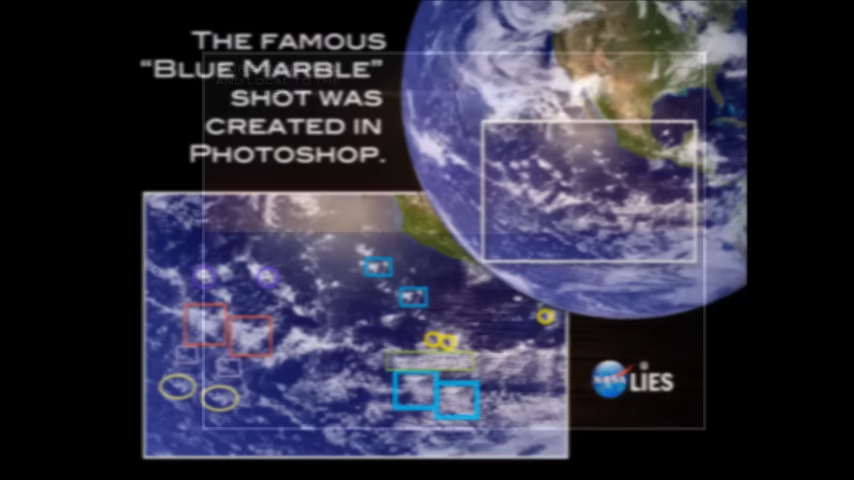 THE FAMOUS
“BLUE MARBLE”
SHOT WAS
CREATED IN
PHOTOSHOP.
NASA LIES